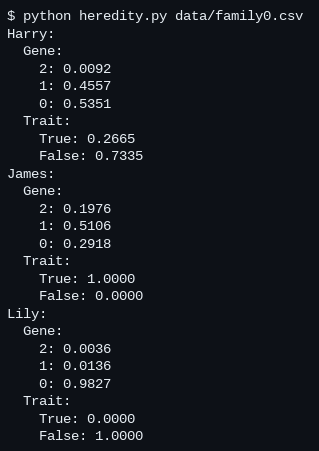 $ python heredity.py data/family0.csv
Harry:
  Gene:
    2: 0.0092
    1: 0.4557
    0: 0.5351
  Trait:
    True: 0.2665
    False: 0.7335
James:
  Gene:
    2: 0.1976
    1: 0.5106
    0: 0.2918
  Trait:
    True: 1.0000
    False: 0.0000
Lily:
  Gene:
    2: 0.0036
    1: 0.0136
    0: 0.9827
  Trait:
    True: 0.0000
    False: 1.0000